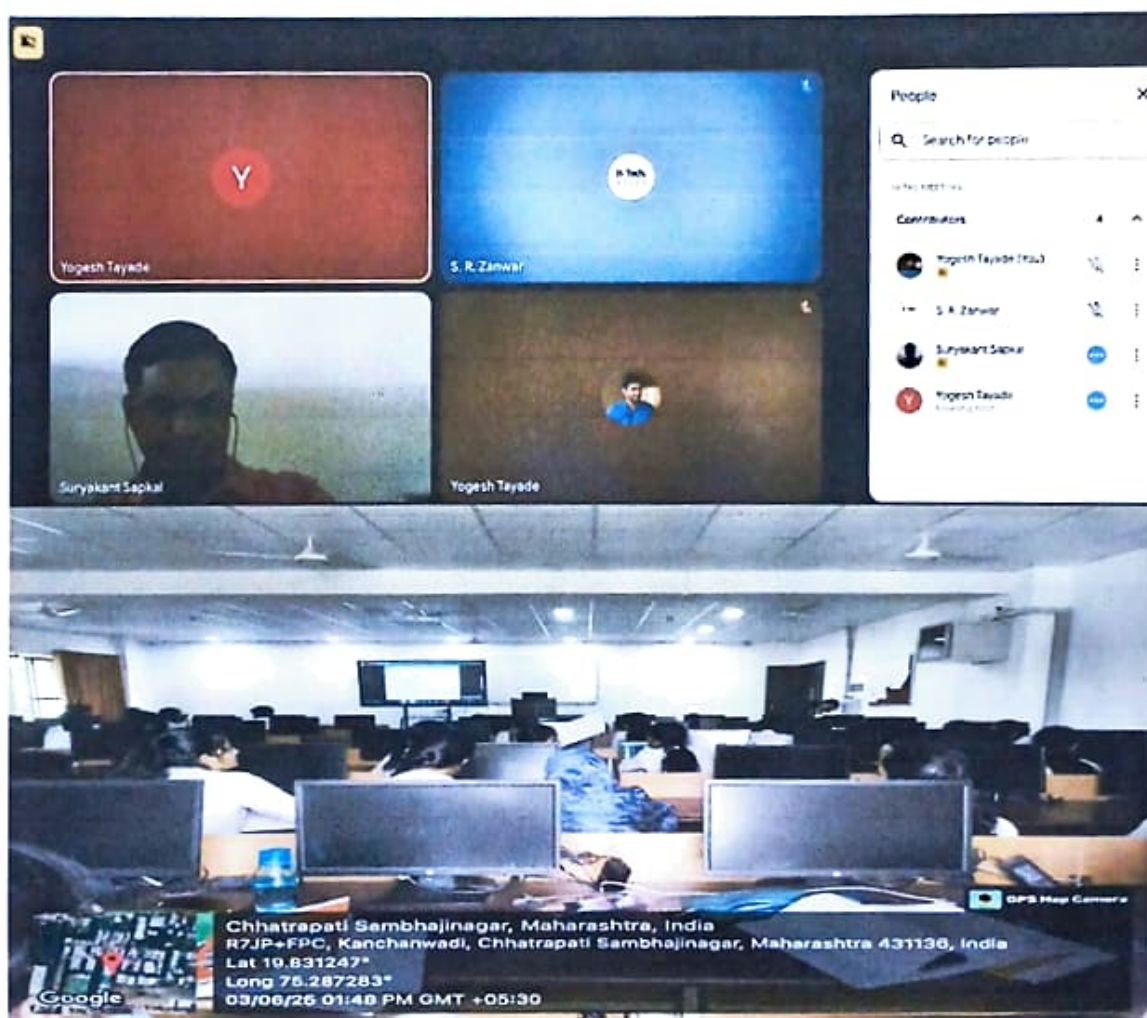 Y
Yogesh Tayade
S. R. Zanwar
Suryakant Sapkal
Yogesh Tayade
People
Search for people
Contributors
4
Yogesh Tayade (You)
S. R. Zanwar
Suryakant Sapkal
Y
Yogesh Tayade
GPS Map Camera
Chhatrapati Sambhajinagar, Maharashtra, India
R7JP+FPC, Kanchanwadi, Chhatrapati Sambhajinagar, Maharashtra 431136, India
Lat 19.831247°
Long 75.287283°
03/06/25 01:48 PM GMT +05:30
Google